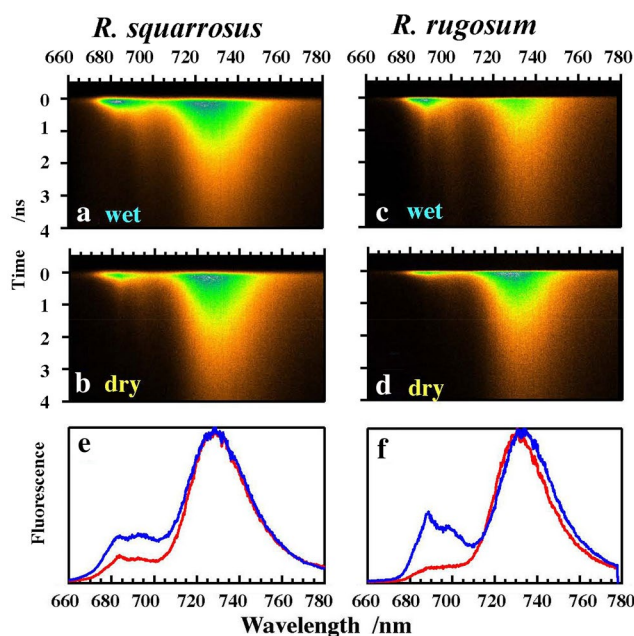 R. squarrosus
R. rugosum
660 680 700 720 740 760 780
660 680 700 720 740 760 780
0
1
2
3
4
a wet
c wet
Time /ns
0
1
2
3
4
b dry
d dry
e
f
Fluorescence
660 680 700 720 740 760 780
660 680 700 720 740 760 780
Wavelength /nm